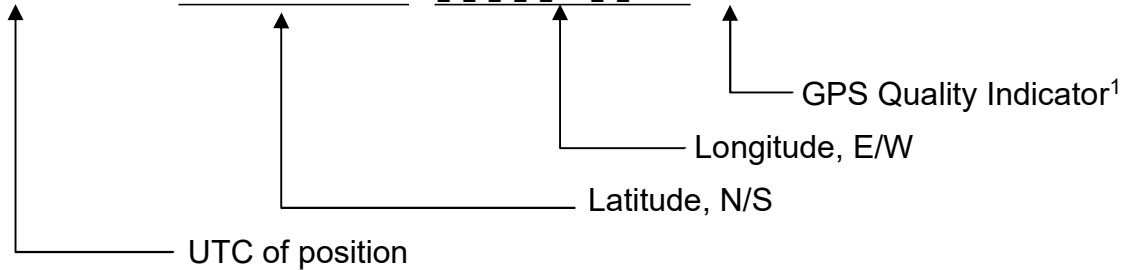 GPS Quality Indicator¹
Longitude, E/W
Latitude, N/S
UTC of position